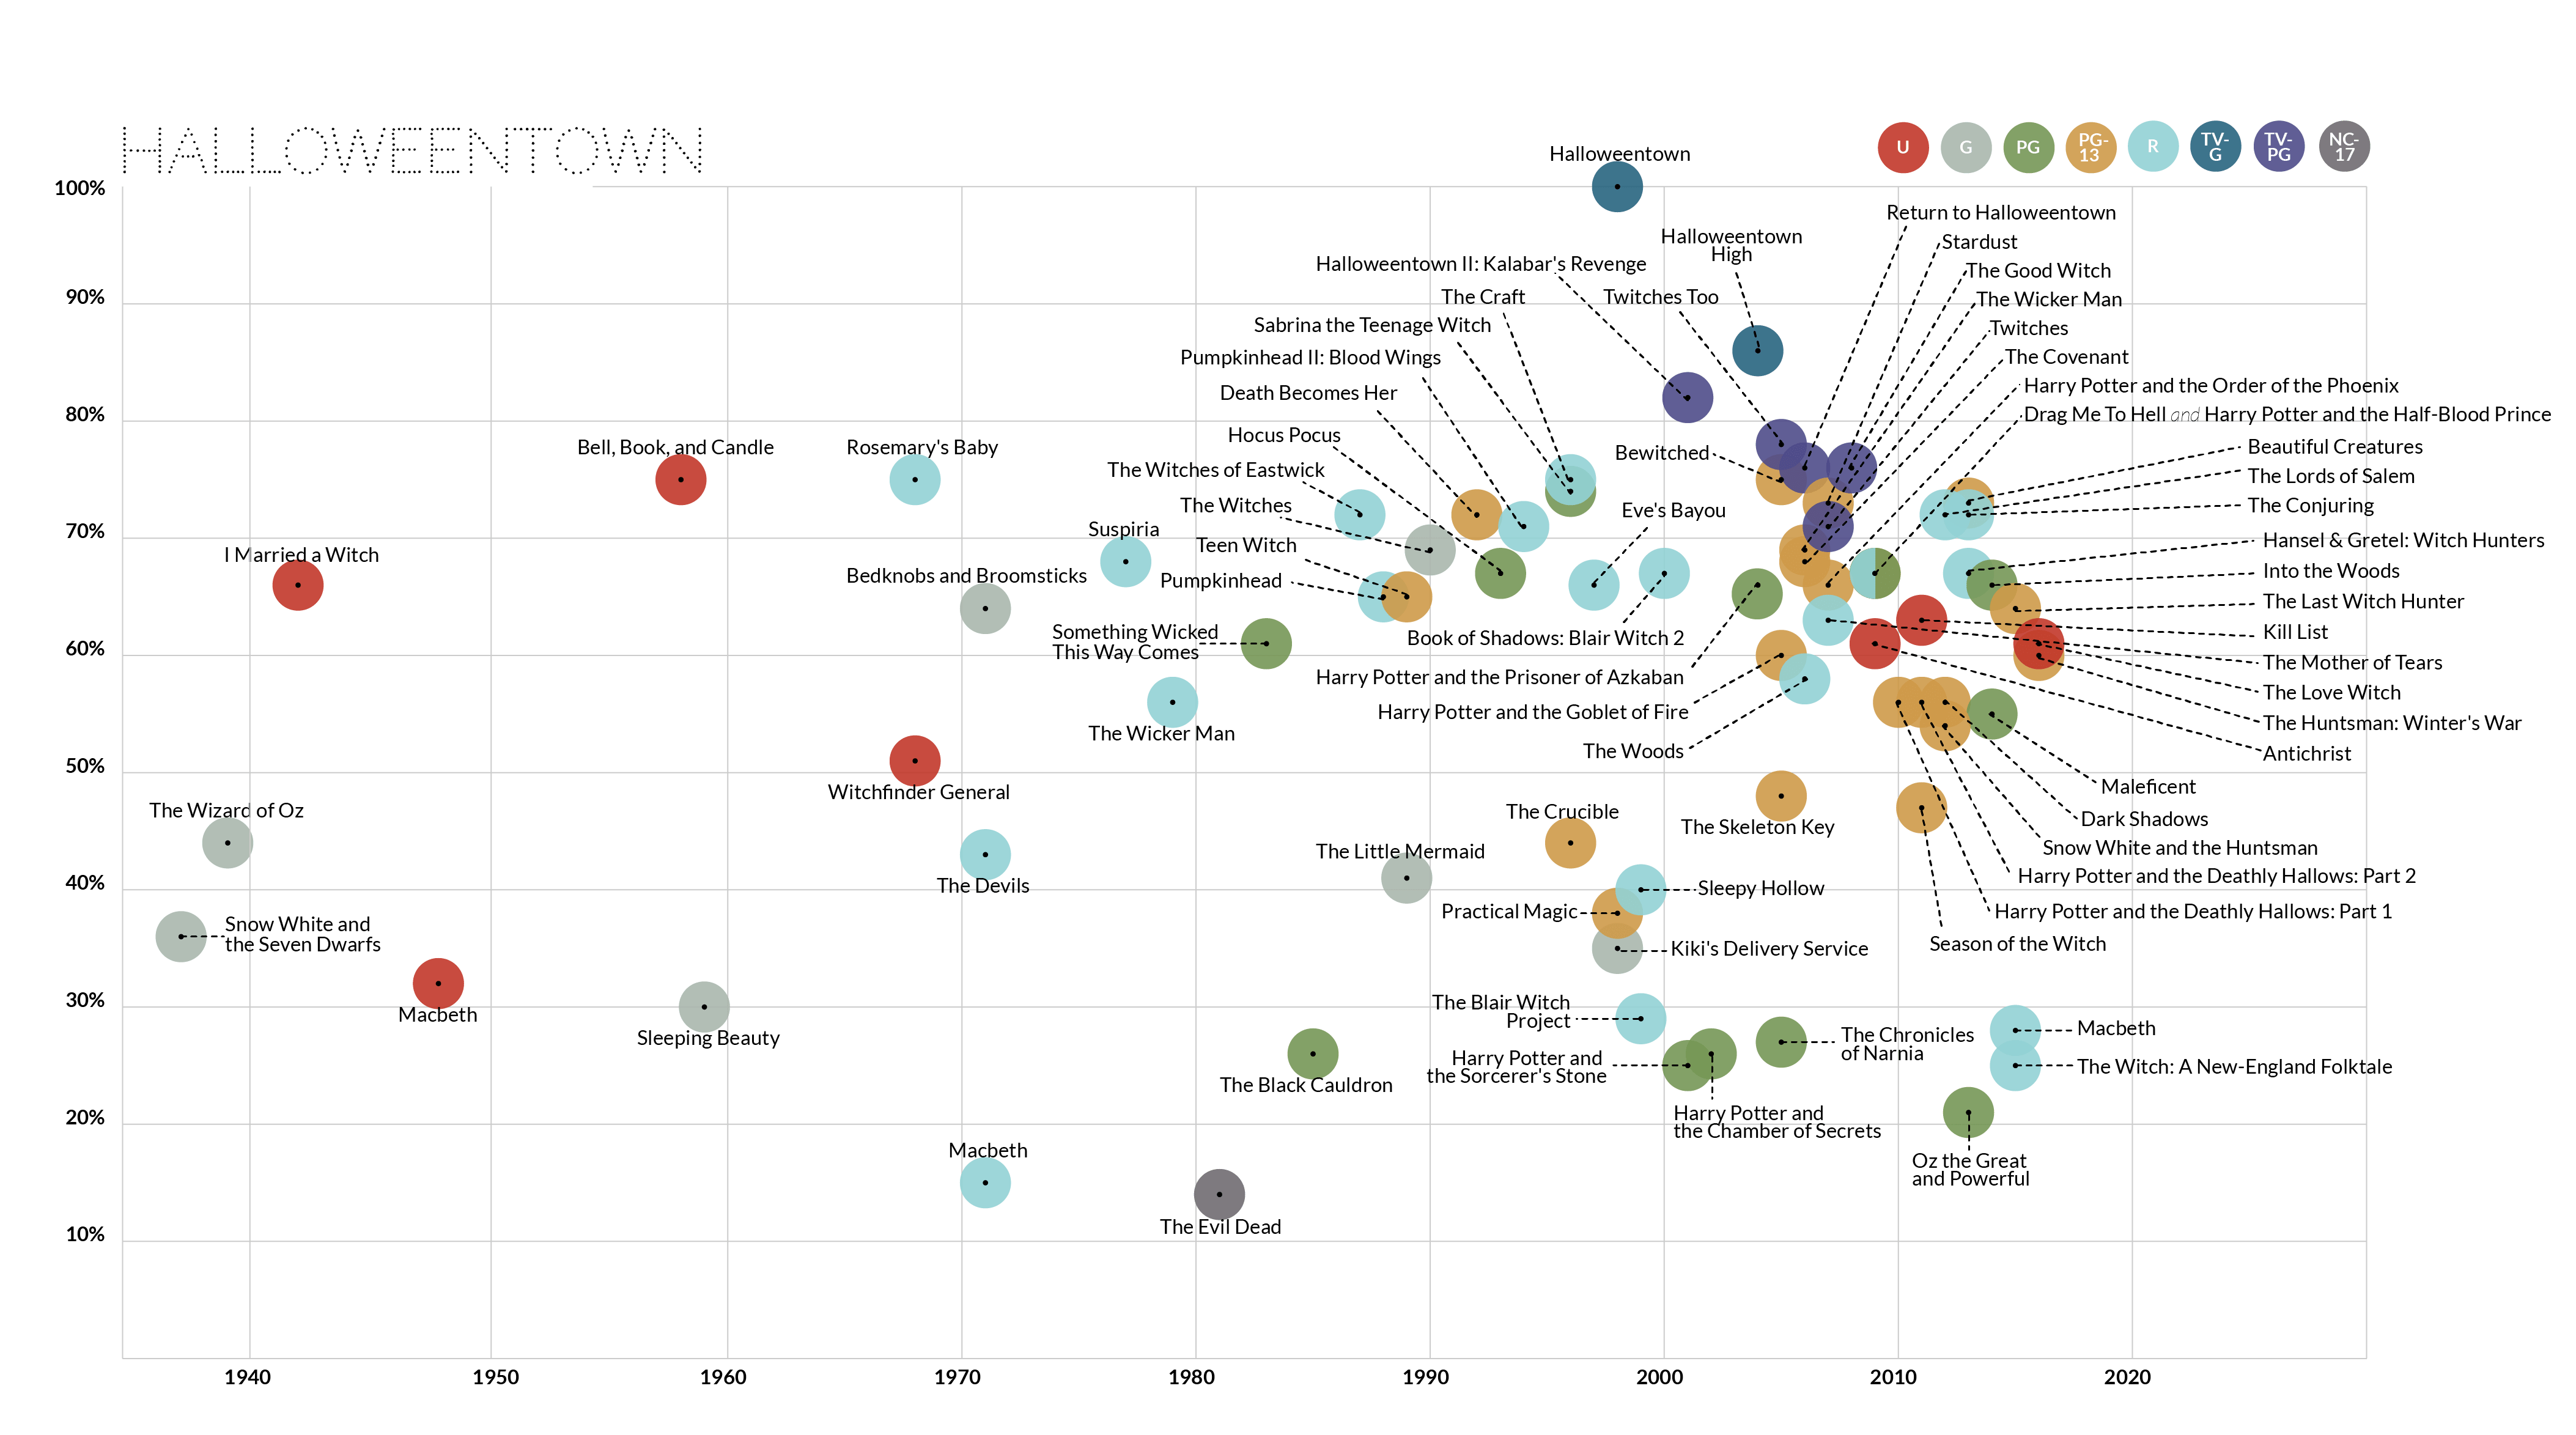 HALLOWEENTOWN
U
G
PG
PG-
13
R
TV-
G
TV-
PG
NC-
17
100%
90%
80%
70%
60%
50%
40%
30%
20%
10%
Halloweentown
Return to Halloweentown
Halloweentown
High
Stardust
Halloweentown II: Kalabar's Revenge
The Good Witch
The Craft
Twitches Too
The Wicker Man
Sabrina the Teenage Witch
Twitches
Pumpkinhead II: Blood Wings
The Covenant
Death Becomes Her
Harry Potter and the Order of the Phoenix
Drag Me To Hell and Harry Potter and the Half-Blood Prince
Hocus Pocus
Bell, Book, and Candle
Rosemary's Baby
Bewitched
Beautiful Creatures
The Witches of Eastwick
The Lords of Salem
The Witches
Eve's Bayou
The Conjuring
Suspiria
Teen Witch
Hansel & Gretel: Witch Hunters
I Married a Witch
Bedknobs and Broomsticks
Pumpkinhead
Into the Woods
The Last Witch Hunter
Something Wicked
This Way Comes
Book of Shadows: Blair Witch 2
Kill List
The Mother of Tears
Harry Potter and the Prisoner of Azkaban
The Love Witch
Harry Potter and the Goblet of Fire
The Huntsman: Winter's War
The Wicker Man
The Woods
Antichrist
Witchfinder General
Maleficent
The Wizard of Oz
The Crucible
The Skeleton Key
Dark Shadows
Snow White and the Huntsman
The Little Mermaid
The Devils
Sleepy Hollow
Harry Potter and the Deathly Hallows: Part 2
Practical Magic
Harry Potter and the Deathly Hallows: Part 1
Snow White and
the Seven Dwarfs
Kiki's Delivery Service
Season of the Witch
Macbeth
Sleeping Beauty
The Blair Witch
Project
The Chronicles
of Narnia
Macbeth
Harry Potter and
the Sorcerer's Stone
The Witch: A New-England Folktale
The Black Cauldron
Harry Potter and
the Chamber of Secrets
Macbeth
Oz the Great
and Powerful
The Evil Dead
1940
1950
1960
1970
1980
1990
2000
2010
2020